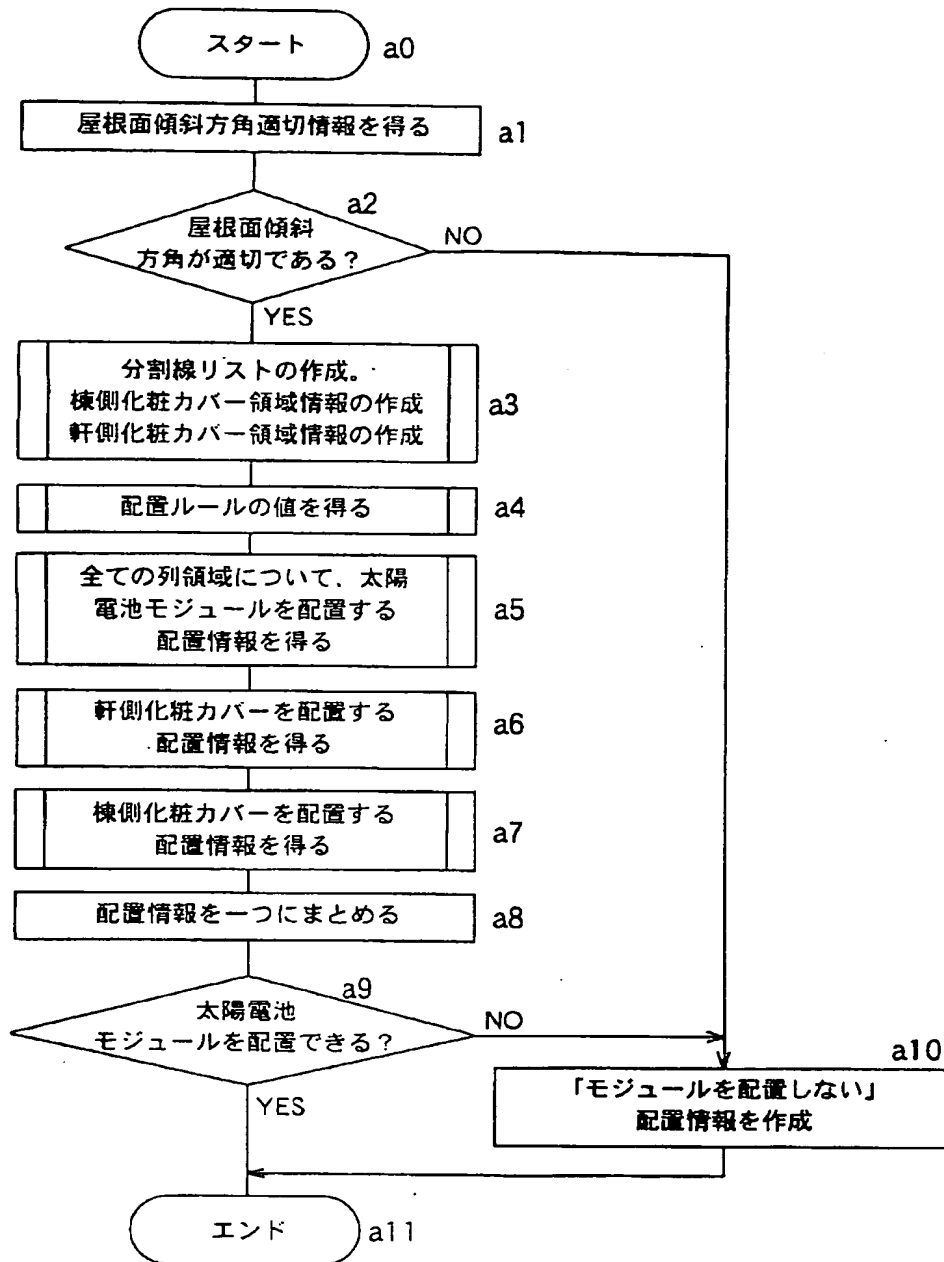 スタート
a0
屋根面傾斜方角適切情報を得る
a1
a2
屋根面傾斜
方角が適切である?
NO
YES
分割線リストの作成。
棟側化粧カバー領域情報の作成
軒側化粧カバー領域情報の作成
a3
配置ルールの値を得る
a4
全ての列領域について、太陽
電池モジュールを配置する
配置情報を得る
a5
軒側化粧カバーを配置する
配置情報を得る
a6
棟側化粧カバーを配置する
配置情報を得る
a7
配置情報を一つにまとめる
a8
a9
太陽電池
モジュールを配置できる?
NO
YES
a10
「モジュールを配置しない」
配置情報を作成
エンド
a11